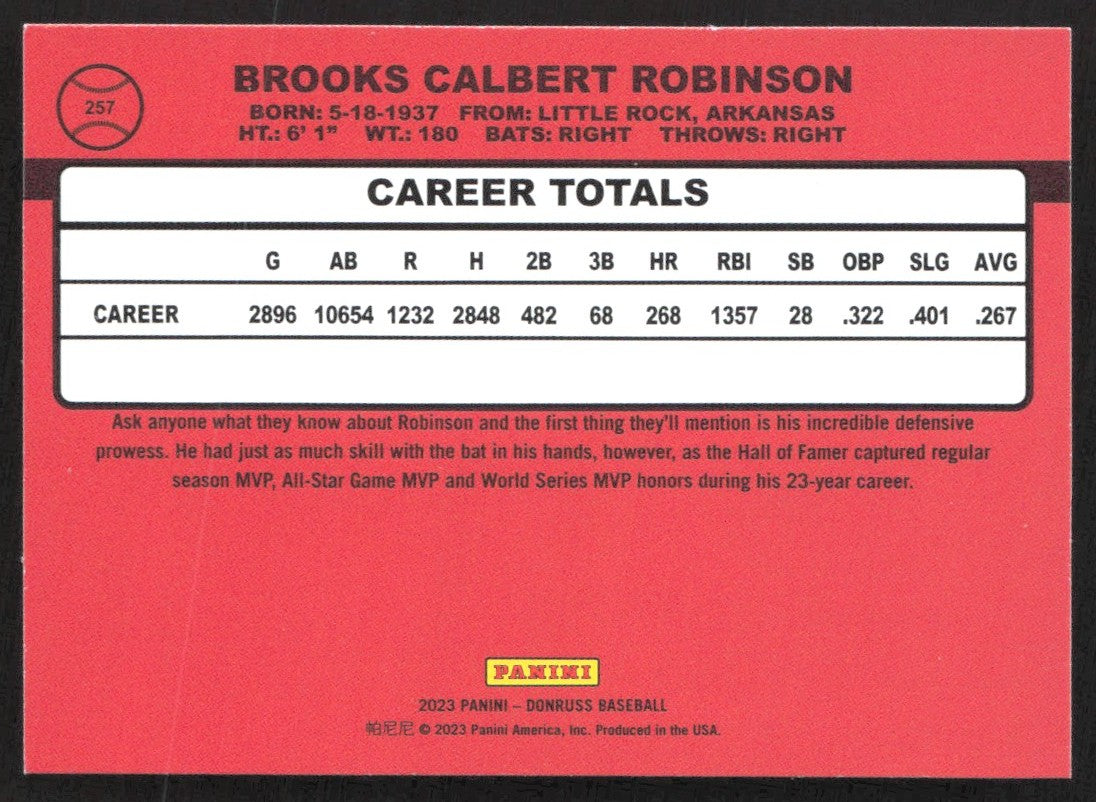 257
BROOKS CALBERT ROBINSON
BORN: 5-18-1937 FROM: LITTLE ROCK, ARKANSAS
HT.: 6' 1" WT.: 180 BATS: RIGHT THROWS: RIGHT
CAREER TOTALS
G AB R H 2B 3B HR RBI SB OBP SLG AVG
CAREER 2896 10654 1232 2848 482 68 268 1357 28 .322 .401 .267
Ask anyone what they know about Robinson and the first thing they'll mention is his incredible defensive
prowess. He had just as much skill with the bat in his hands, however, as the Hall of Famer captured regular
season MVP, All-Star Game MVP and World Series MVP honors during his 23-year career.
PANINI
2023 PANINI – DONRUSS BASEBALL
帕尼尼 © 2023 Panini America, Inc. Produced in the USA.